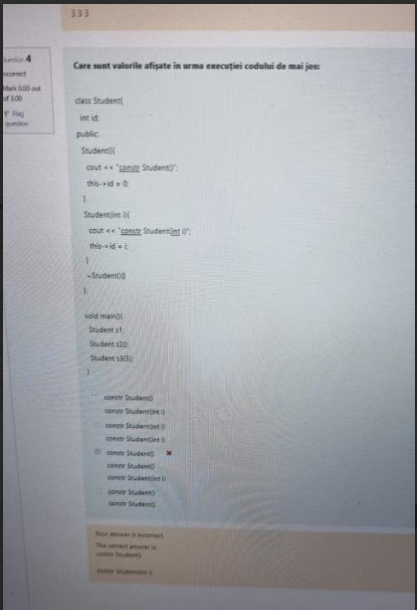 333
Question 4
Incorrect
Mark 0.00 out
of 3.00
Flag
question
Care sunt valorile afișate in urma execuției codului de mai jos:
class Student{
int id;
public:
Student(){
cout << "constr Student()";
this->id = 0;
}
Student(int i){
cout << "constr Student(int i)";
this->id = i;
}
~Student(){}
};
void main(){
Student s1;
Student s2();
Student s3(3);
}
constr Student()
constr Student(int i)
constr Student(int i)
constr Student(int i)
constr Student()
constr Student()
constr Student(int i)
constr Student()
constr Student()
Your answer is incorrect.
The correct answer is:
constr Student()
constr Student(int i)